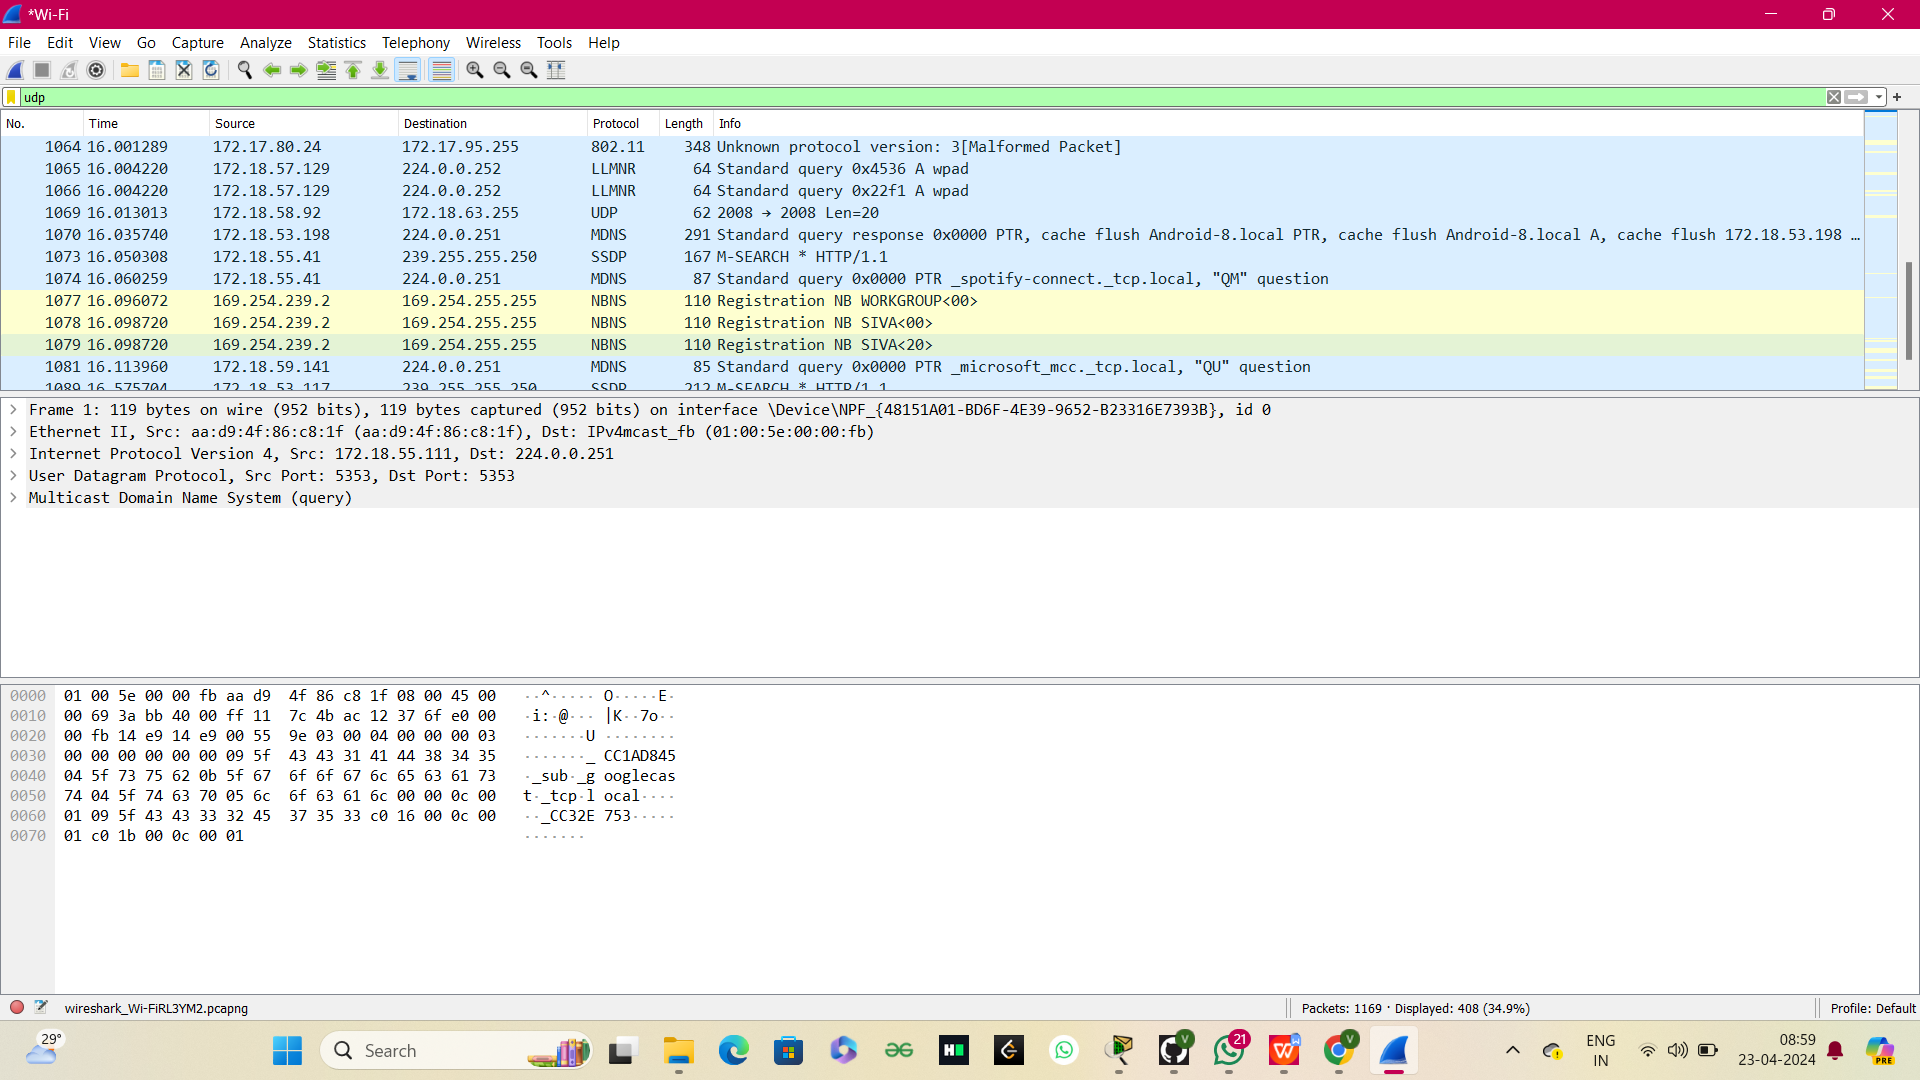 *Wi-Fi
File Edit View Go Capture Analyze Statistics Telephony Wireless Tools Help
udp
No. Time Source Destination Protocol Length Info
1064 16.001289 172.17.80.24 172.17.95.255 802.11 348 Unknown protocol version: 3[Malformed Packet]
1065 16.004220 172.18.57.129 224.0.0.252 LLMNR 64 Standard query 0x4536 A wpad
1066 16.004220 172.18.57.129 224.0.0.252 LLMNR 64 Standard query 0x22f1 A wpad
1069 16.013013 172.18.58.92 172.18.63.255 UDP 62 2008 → 2008 Len=20
1070 16.035740 172.18.53.198 224.0.0.251 MDNS 291 Standard query response 0x0000 PTR, cache flush Android-8.local PTR, cache flush Android-8.local A, cache flush 172.18.53.198 …
1073 16.050308 172.18.55.41 239.255.255.250 SSDP 167 M-SEARCH * HTTP/1.1
1074 16.060259 172.18.55.41 224.0.0.251 MDNS 87 Standard query 0x0000 PTR _spotify-connect._tcp.local, "QM" question
1077 16.096072 169.254.239.2 169.254.255.255 NBNS 110 Registration NB WORKGROUP<00>
1078 16.098720 169.254.239.2 169.254.255.255 NBNS 110 Registration NB SIVA<00>
1079 16.098720 169.254.239.2 169.254.255.255 NBNS 110 Registration NB SIVA<20>
1081 16.113960 172.18.59.141 224.0.0.251 MDNS 85 Standard query 0x0000 PTR _microsoft_mcc._tcp.local, "QU" question
1089 16.575704 172.18.53.117 239.255.255.250 SSDP 212 M-SEARCH * HTTP/1.1
Frame 1: 119 bytes on wire (952 bits), 119 bytes captured (952 bits) on interface \Device\NPF_{48151A01-BD6F-4E39-9652-B23316E7393B}, id 0
Ethernet II, Src: aa:d9:4f:86:c8:1f (aa:d9:4f:86:c8:1f), Dst: IPv4mcast_fb (01:00:5e:00:00:fb)
Internet Protocol Version 4, Src: 172.18.55.111, Dst: 224.0.0.251
User Datagram Protocol, Src Port: 5353, Dst Port: 5353
Multicast Domain Name System (query)
0000 01 00 5e 00 00 fb aa d9 4f 86 c8 1f 08 00 45 00 ··^····· O·····E·
0010 00 69 3a bb 40 00 ff 11 7c 4b ac 12 37 6f e0 00 ·i:·@··· |K··7o··
0020 00 fb 14 e9 14 e9 00 55 9e 03 00 04 00 00 00 03 ·······U ········
0030 00 00 00 00 00 00 09 5f 43 43 31 41 44 38 34 35 ·······_ CC1AD845
0040 04 5f 73 75 62 0b 5f 67 6f 6f 67 6c 65 63 61 73 ·_sub·_g ooglecas
0050 74 04 5f 74 63 70 05 6c 6f 63 61 6c 00 00 0c 00 t·_tcp·l ocal····
0060 01 09 5f 43 43 33 32 45 37 35 33 c0 16 00 0c 00 ··_CC32E 753·····
0070 01 c0 1b 00 0c 00 01 ·······
wireshark_Wi-FiRL3YM2.pcapng Packets: 1169 · Displayed: 408 (34.9%) Profile: Default
29° Search 21 V V ENG 08:59
IN 23-04-2024 PRE